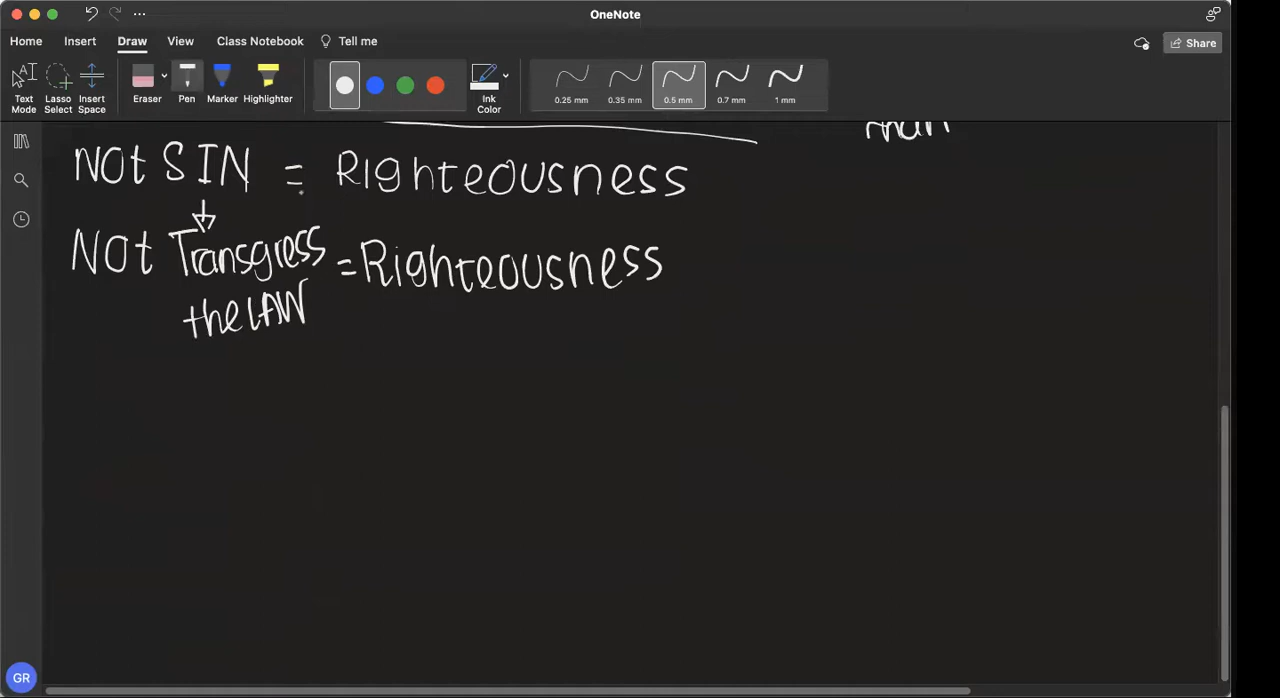 OneNote
Home Insert Draw View Class Notebook Tell me
Share
Text Mode
Lasso Select
Insert Space
Eraser
Pen
Marker
Highlighter
Ink Color
0.25 mm
0.35 mm
0.5 mm
0.7 mm
1 mm
than
NOt SIN = Righteousness
NOt Transgress = Righteousness
the LAW
GR